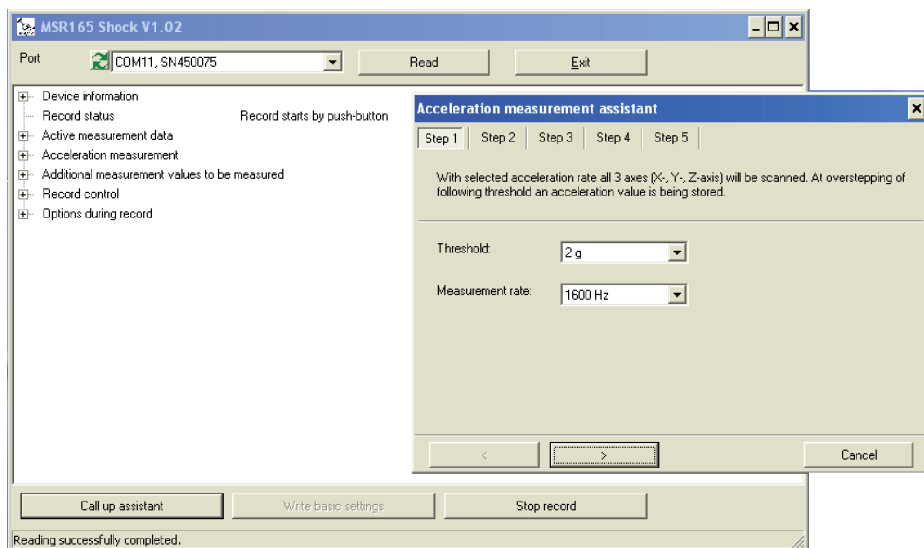 MSR165 Shock V1.02
Port
COM11, SN450075
Read
Exit
Device information
Record status Record starts by push-button
Active measurement data
Acceleration measurement
Additional measurement values to be measured
Record control
Options during record
Acceleration measurement assistant
Step 1 Step 2 Step 3 Step 4 Step 5
With selected acceleration rate all 3 axes (X-, Y-, Z-axis) will be scanned. At overstepping of
following threshold an acceleration value is being stored.
Threshold: 2 g
Measurement rate: 1600 Hz
< > Cancel
Call up assistant Write basic settings Stop record
Reading successfully completed.